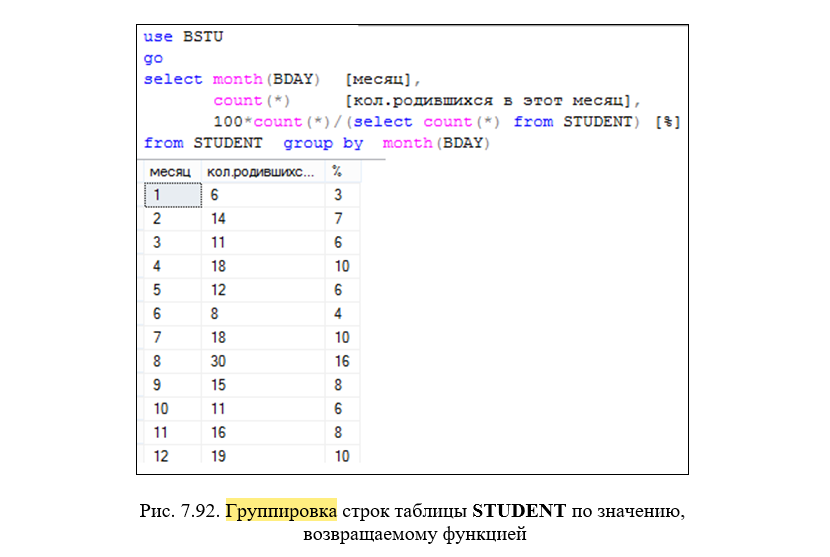 use BSTU
go
select month(BDAY) [месяц],
count(*) [кол.родившихся в этот месяц],
100*count(*)/(select count(*) from STUDENT) [%]
from STUDENT group by month(BDAY)
месяц кол.родившихс... %
1 6 3
2 14 7
3 11 6
4 18 10
5 12 6
6 8 4
7 18 10
8 30 16
9 15 8
10 11 6
11 16 8
12 19 10
Рис. 7.92. Группировка строк таблицы STUDENT по значению,
возвращаемому функцией